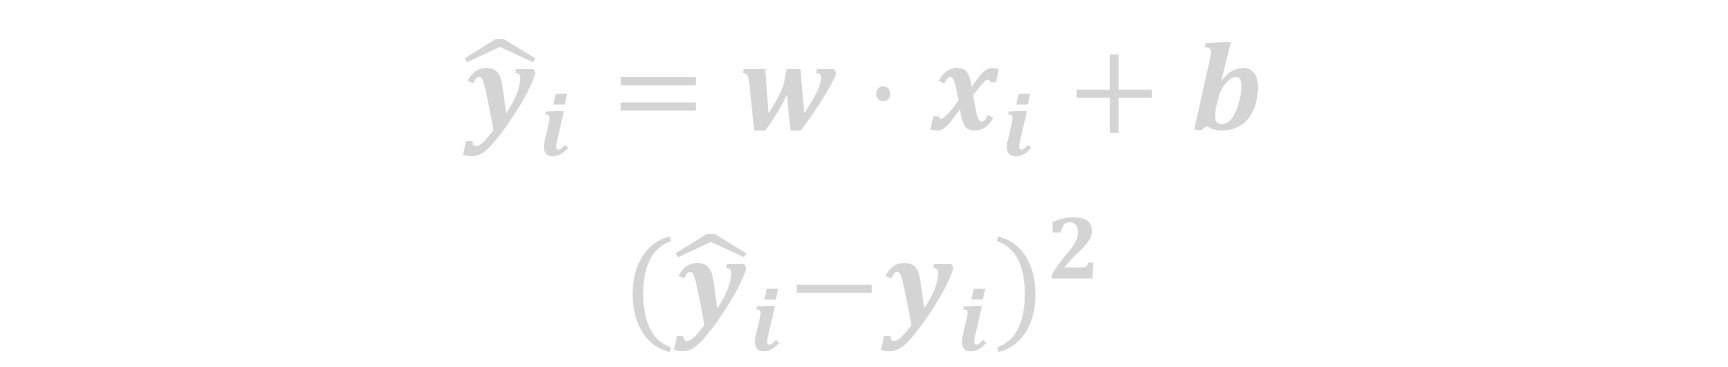 ŷᵢ = w · xᵢ + b
(ŷᵢ−yᵢ)²